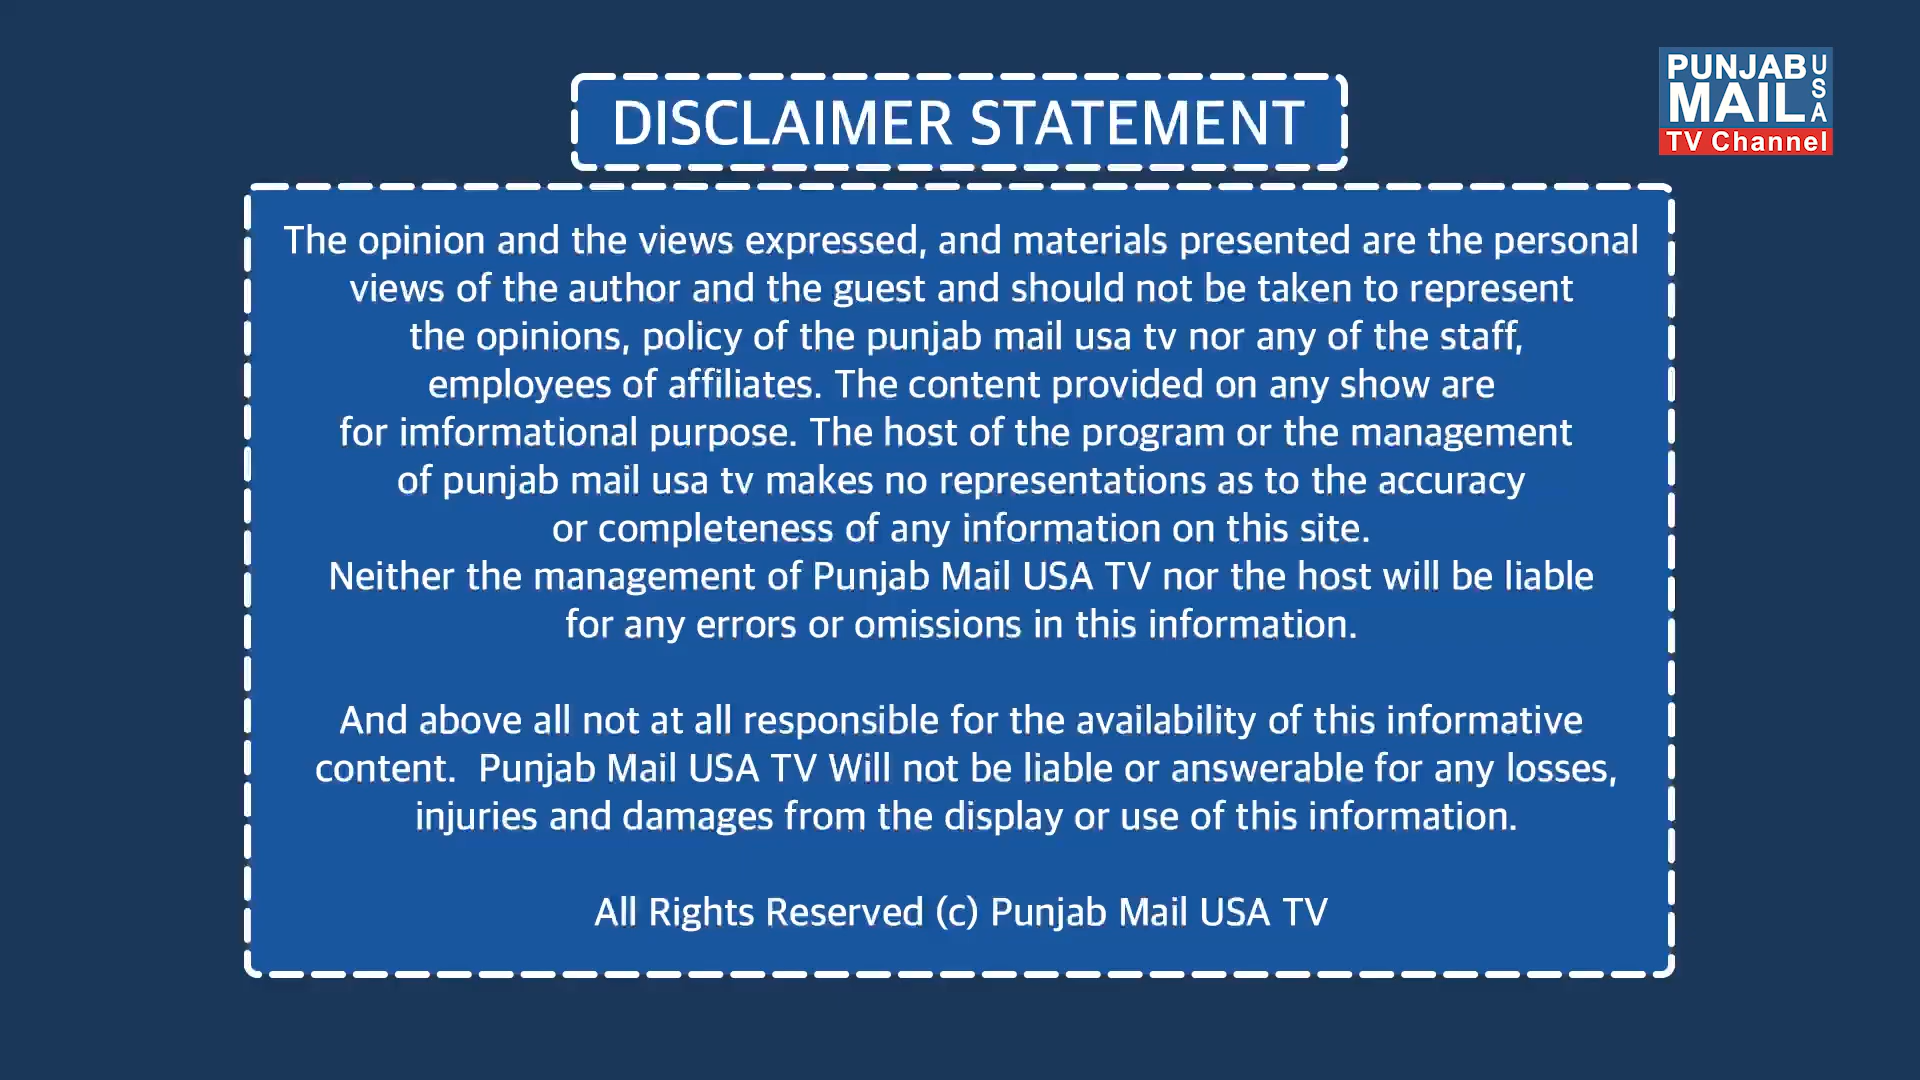 PUNJAB USA
MAIL
TV Channel
DISCLAIMER STATEMENT
The opinion and the views expressed, and materials presented are the personal
views of the author and the guest and should not be taken to represent
the opinions, policy of the punjab mail usa tv nor any of the staff,
employees of affiliates. The content provided on any show are
for imformational purpose. The host of the program or the management
of punjab mail usa tv makes no representations as to the accuracy
or completeness of any information on this site.
Neither the management of Punjab Mail USA TV nor the host will be liable
for any errors or omissions in this information.
And above all not at all responsible for the availability of this informative
content. Punjab Mail USA TV Will not be liable or answerable for any losses,
injuries and damages from the display or use of this information.
All Rights Reserved (c) Punjab Mail USA TV